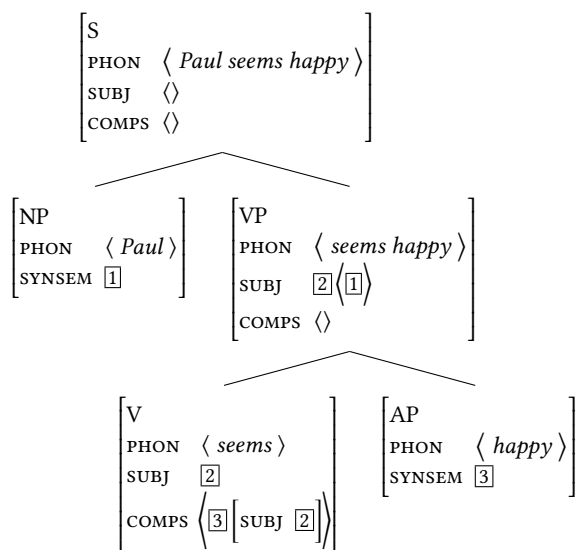 S
PHON ⟨ Paul seems happy ⟩
SUBJ ⟨⟩
COMPS ⟨⟩
NP
PHON ⟨ Paul ⟩
SYNSEM 1
VP
PHON ⟨ seems happy ⟩
SUBJ 2⟨1⟩
COMPS ⟨⟩
V
PHON ⟨ seems ⟩
SUBJ 2
COMPS ⟨3[SUBJ 2]⟩
AP
PHON ⟨ happy ⟩
SYNSEM 3